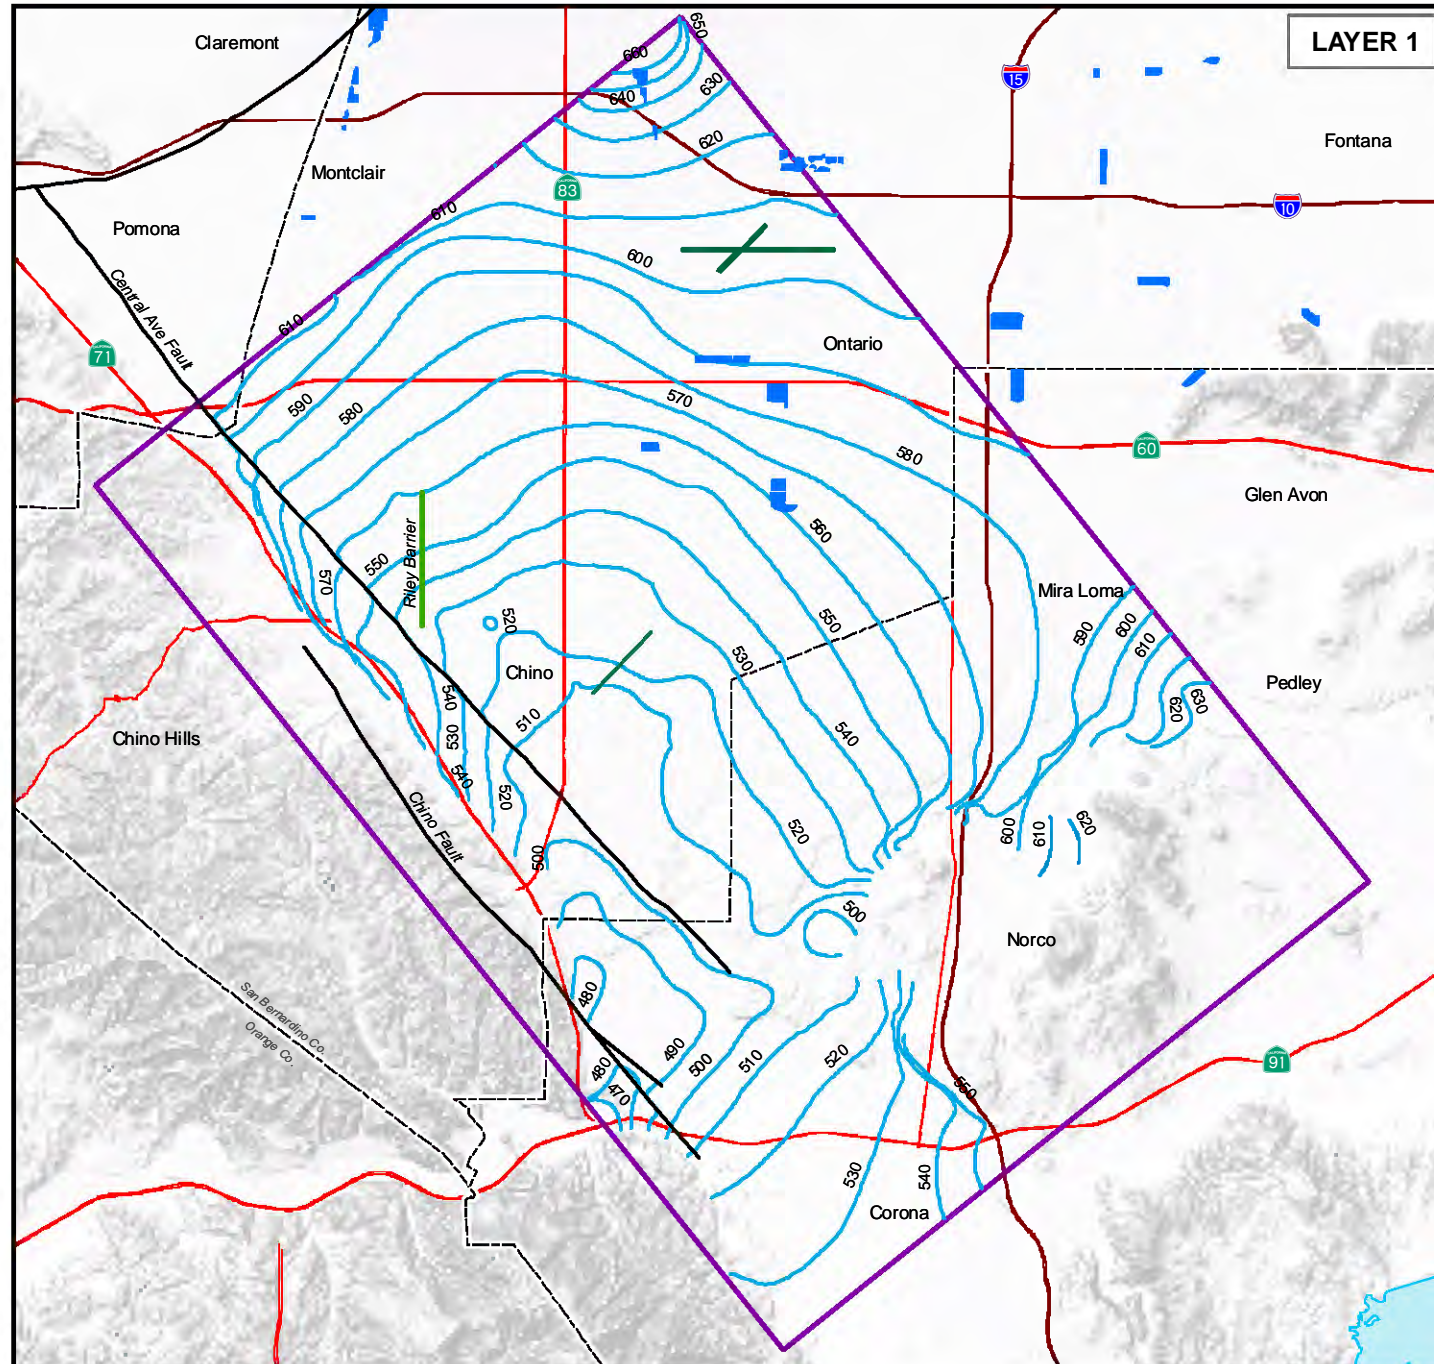 LAYER 1
Claremont
650
660
15
630
640
620
Fontana
Montclair
83
10
610
Pomona
600
Central Ave Fault
610
71
Ontario
590
580
570
580
60
Glen Avon
Riley Barrier
560
550
570
Mira Loma
590
600
610
520
550
530
Chino
540
510
620
630
Pedley
530
540
Chino Hills
540
520
Chino Fault
520
600
610
620
500
500
Norco
480
San Bernardino Co.
Orange Co.
490
500
510
520
480
470
550
91
530
540
Corona